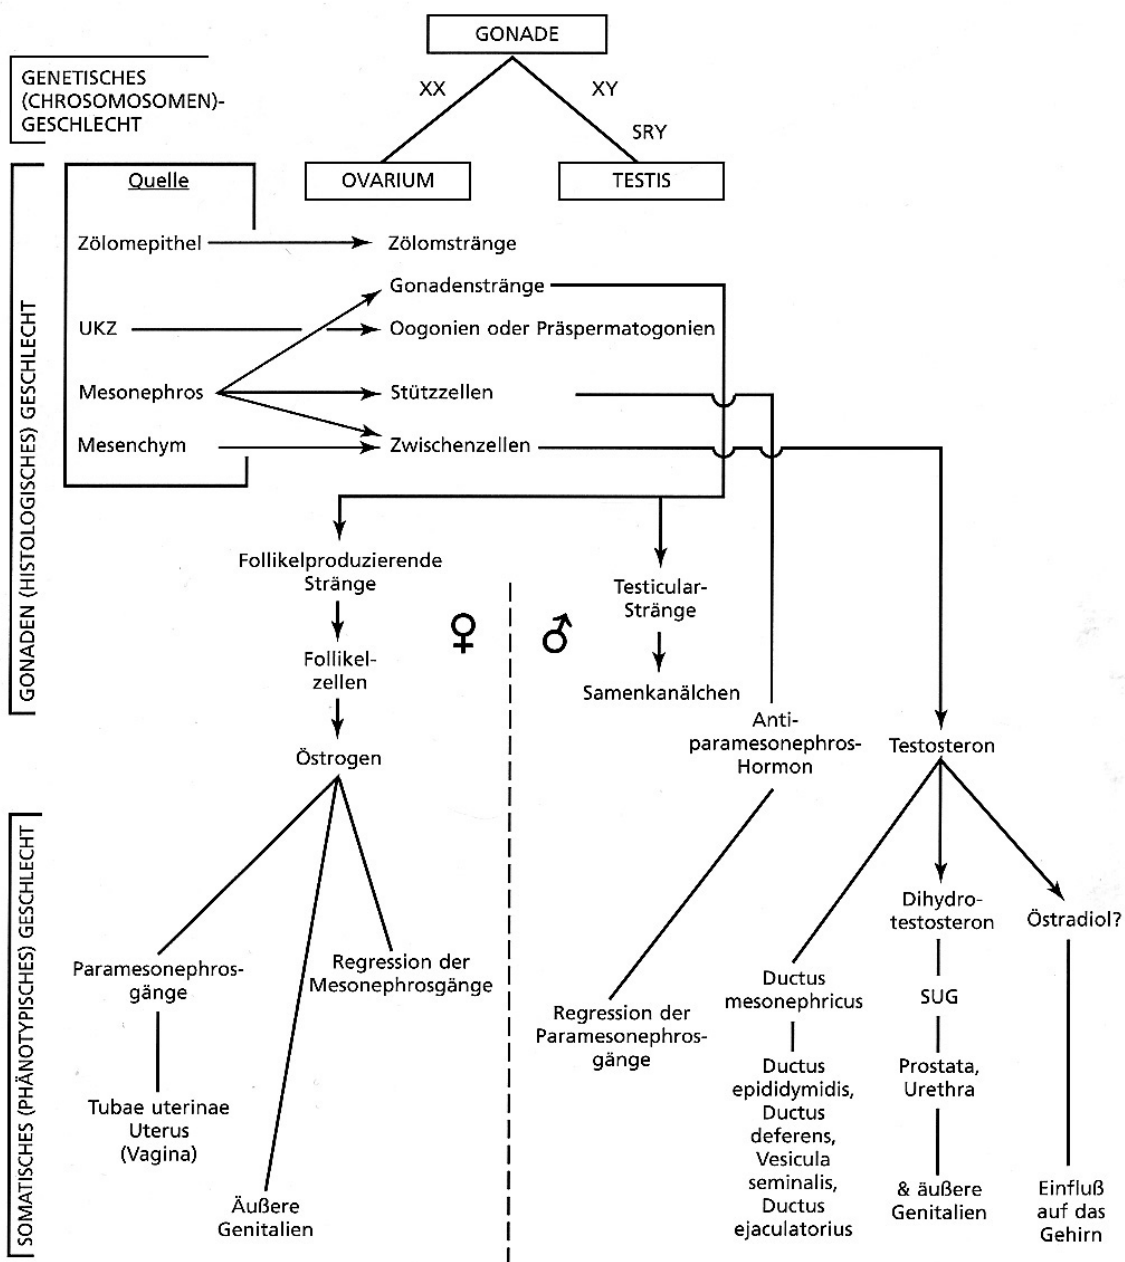 GONADE
GENETISCHES
(CHROSOMOSOMEN)-
GESCHLECHT
XX
XY
SRY
OVARIUM
TESTIS
GONADEN (HISTOLOGISCHES) GESCHLECHT
Quelle
Zölomepithel
Zölomstränge
Gonadenstränge
UKZ
Oogonien oder Präspermatogonien
Mesonephros
Stützzellen
Mesenchym
Zwischenzellen
Follikelproduzierende
Stränge
Follikel-
zellen
Östrogen
♀
♂
Testicular-
Stränge
Samenkanälchen
Anti-
paramesonephros-
Hormon
Testosteron
SOMATISCHES (PHÄNOTYPISCHES) GESCHLECHT
Paramesonephros-
gänge
Tubae uterinae
Uterus
(Vagina)
Äußere
Genitalien
Regression der
Mesonephrosgänge
Regression der
Paramesonephros-
gänge
Ductus
mesonephricus
Ductus
epididymidis,
Ductus
deferens,
Vesicula
seminalis,
Ductus
ejaculatorius
Dihydro-
testosteron
SUG
Prostata,
Urethra
& äußere
Genitalien
Östradiol?
Einfluß
auf das
Gehirn